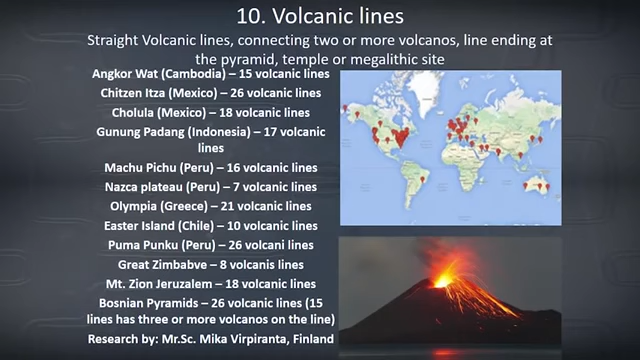 10. Volcanic lines
Straight Volcanic lines, connecting two or more volcanos, line ending at
the pyramid, temple or megalithic site
Angkor Wat (Cambodia) – 15 volcanic lines
Chitzen Itza (Mexico) – 26 volcanic lines
Cholula (Mexico) – 18 volcanic lines
Gunung Padang (Indonesia) – 17 volcanic
lines
Machu Pichu (Peru) – 16 volcanic lines
Nazca plateau (Peru) – 7 volcanic lines
Olympia (Greece) – 21 volcanic lines
Easter Island (Chile) – 10 volcanic lines
Puma Punku (Peru) – 26 volcani lines
Great Zimbabve – 8 volcanis lines
Mt. Zion Jeruzalem – 18 volcanic lines
Bosnian Pyramids – 26 volcanic lines (15
lines has three or more volcanos on the line)
Research by: Mr.Sc. Mika Virpiranta, Finland